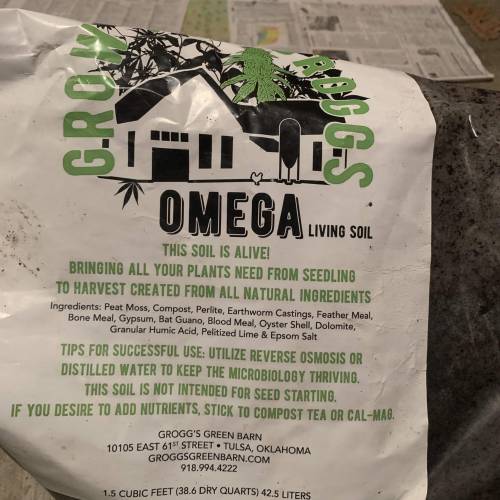 GROW GROGGS
OMEGA LIVING SOIL
THIS SOIL IS ALIVE!
BRINGING ALL YOUR PLANTS NEED FROM SEEDLING
TO HARVEST CREATED FROM ALL NATURAL INGREDIENTS
Ingredients: Peat Moss, Compost, Perlite, Earthworm Castings, Feather Meal,
Bone Meal, Gypsum, Bat Guano, Blood Meal, Oyster Shell, Dolomite,
Granular Humic Acid, Pelitized Lime & Epsom Salt
TIPS FOR SUCCESSFUL USE: UTILIZE REVERSE OSMOSIS OR
DISTILLED WATER TO KEEP THE MICROBIOLOGY THRIVING.
THIS SOIL IS NOT INTENDED FOR SEED STARTING.
IF YOU DESIRE TO ADD NUTRIENTS, STICK TO COMPOST TEA OR CAL-MAG.
GROGG'S GREEN BARN
10105 EAST 61ST STREET • TULSA, OKLAHOMA
GROGGSGREENBARN.COM
918.994.4222
1.5 CUBIC FEET (38.6 DRY QUARTS) 42.5 LITERS